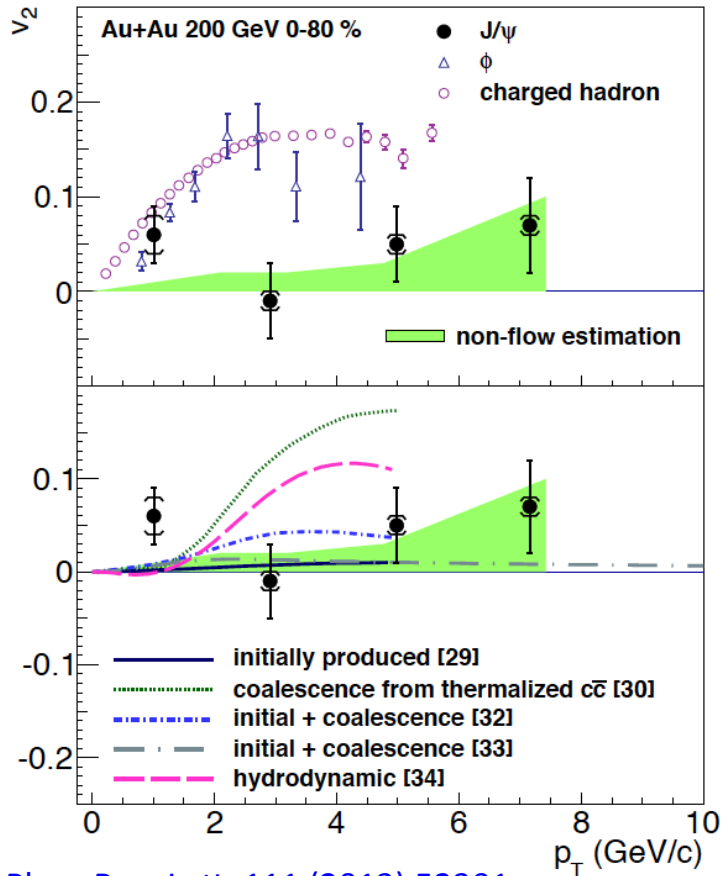 v2
Au+Au 200 GeV 0-80 %
J/ψ
ϕ
charged hadron
0.2
0.1
0
non-flow estimation
0.1
0
-0.1
-0.2
initially produced [29]
coalescence from thermalized cc̄ [30]
initial + coalescence [32]
initial + coalescence [33]
hydrodynamic [34]
0 2 4 6 8 10
pT (GeV/c)